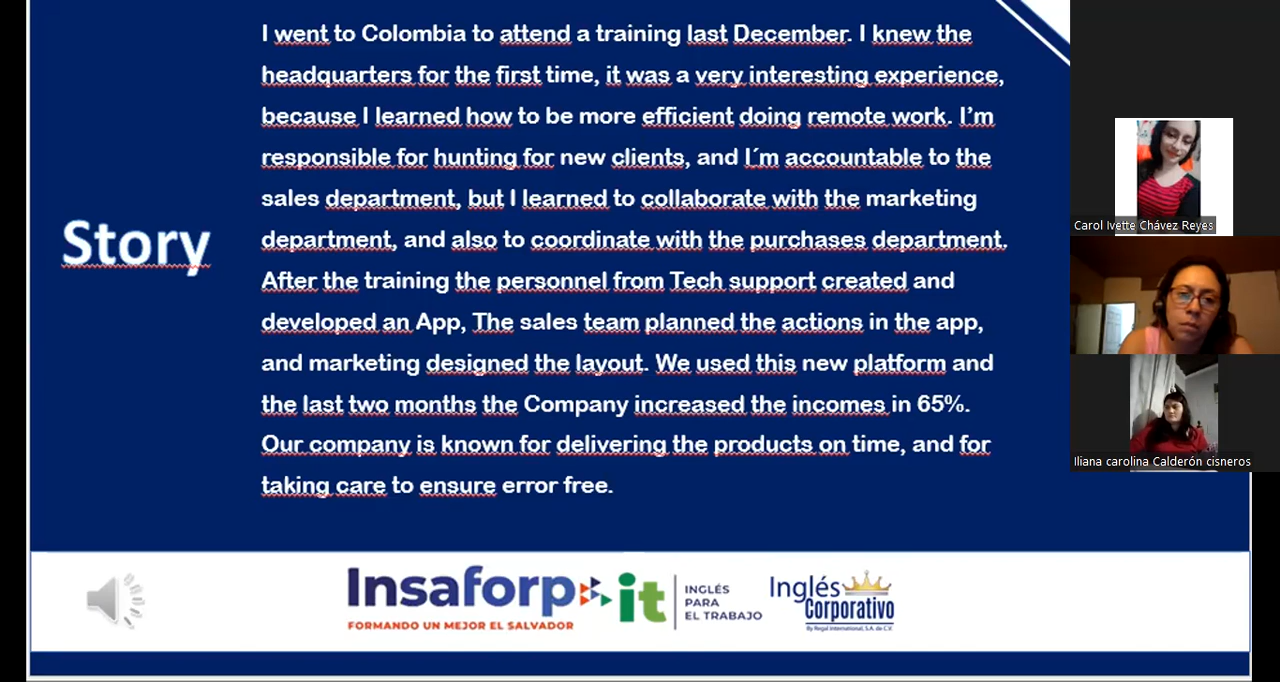 I went to Colombia to attend a training last December. I knew the
headquarters for the first time, it was a very interesting experience,
because I learned how to be more efficient doing remote work. I’m
responsible for hunting for new clients, and I´m accountable to the
sales department, but I learned to collaborate with the marketing
department, and also to coordinate with the purchases department.
After the training the personnel from Tech support created and
developed an App, The sales team planned the actions in the app,
and marketing designed the layout. We used this new platform and
the last two months the Company increased the incomes in 65%.
Our company is known for delivering the products on time, and for
taking care to ensure error free.
Story
Carol Ivette Chávez Reyes
Iliana carolina Calderón cisneros
Insaforp
FORMANDO UN MEJOR EL SALVADOR
it
INGLÉS
PARA
EL TRABAJO
Inglés
Corporativo
By Regal International, S.A. de C.V.